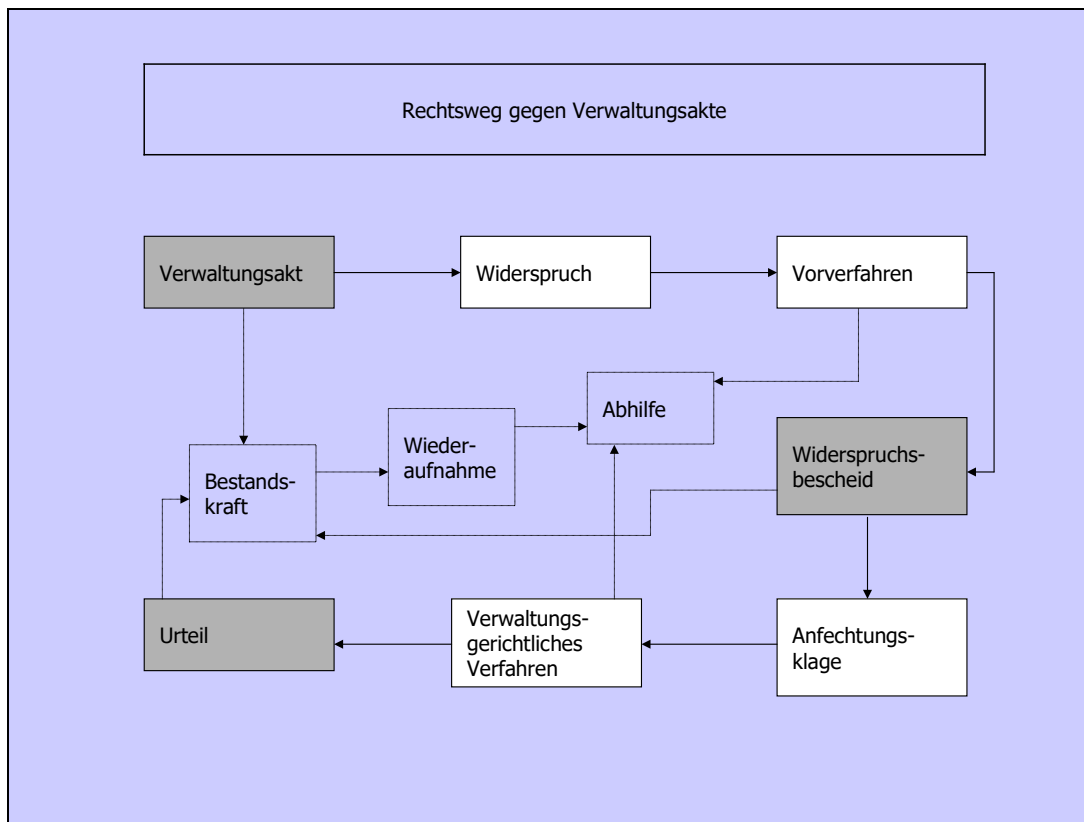 Rechtsweg gegen Verwaltungsakte
Verwaltungsakt
Widerspruch
Vorverfahren
Abhilfe
Wieder-
aufnahme
Widerspruchs-
bescheid
Bestands-
kraft
Urteil
Verwaltungs-
gerichtliches
Verfahren
Anfechtungs-
klage